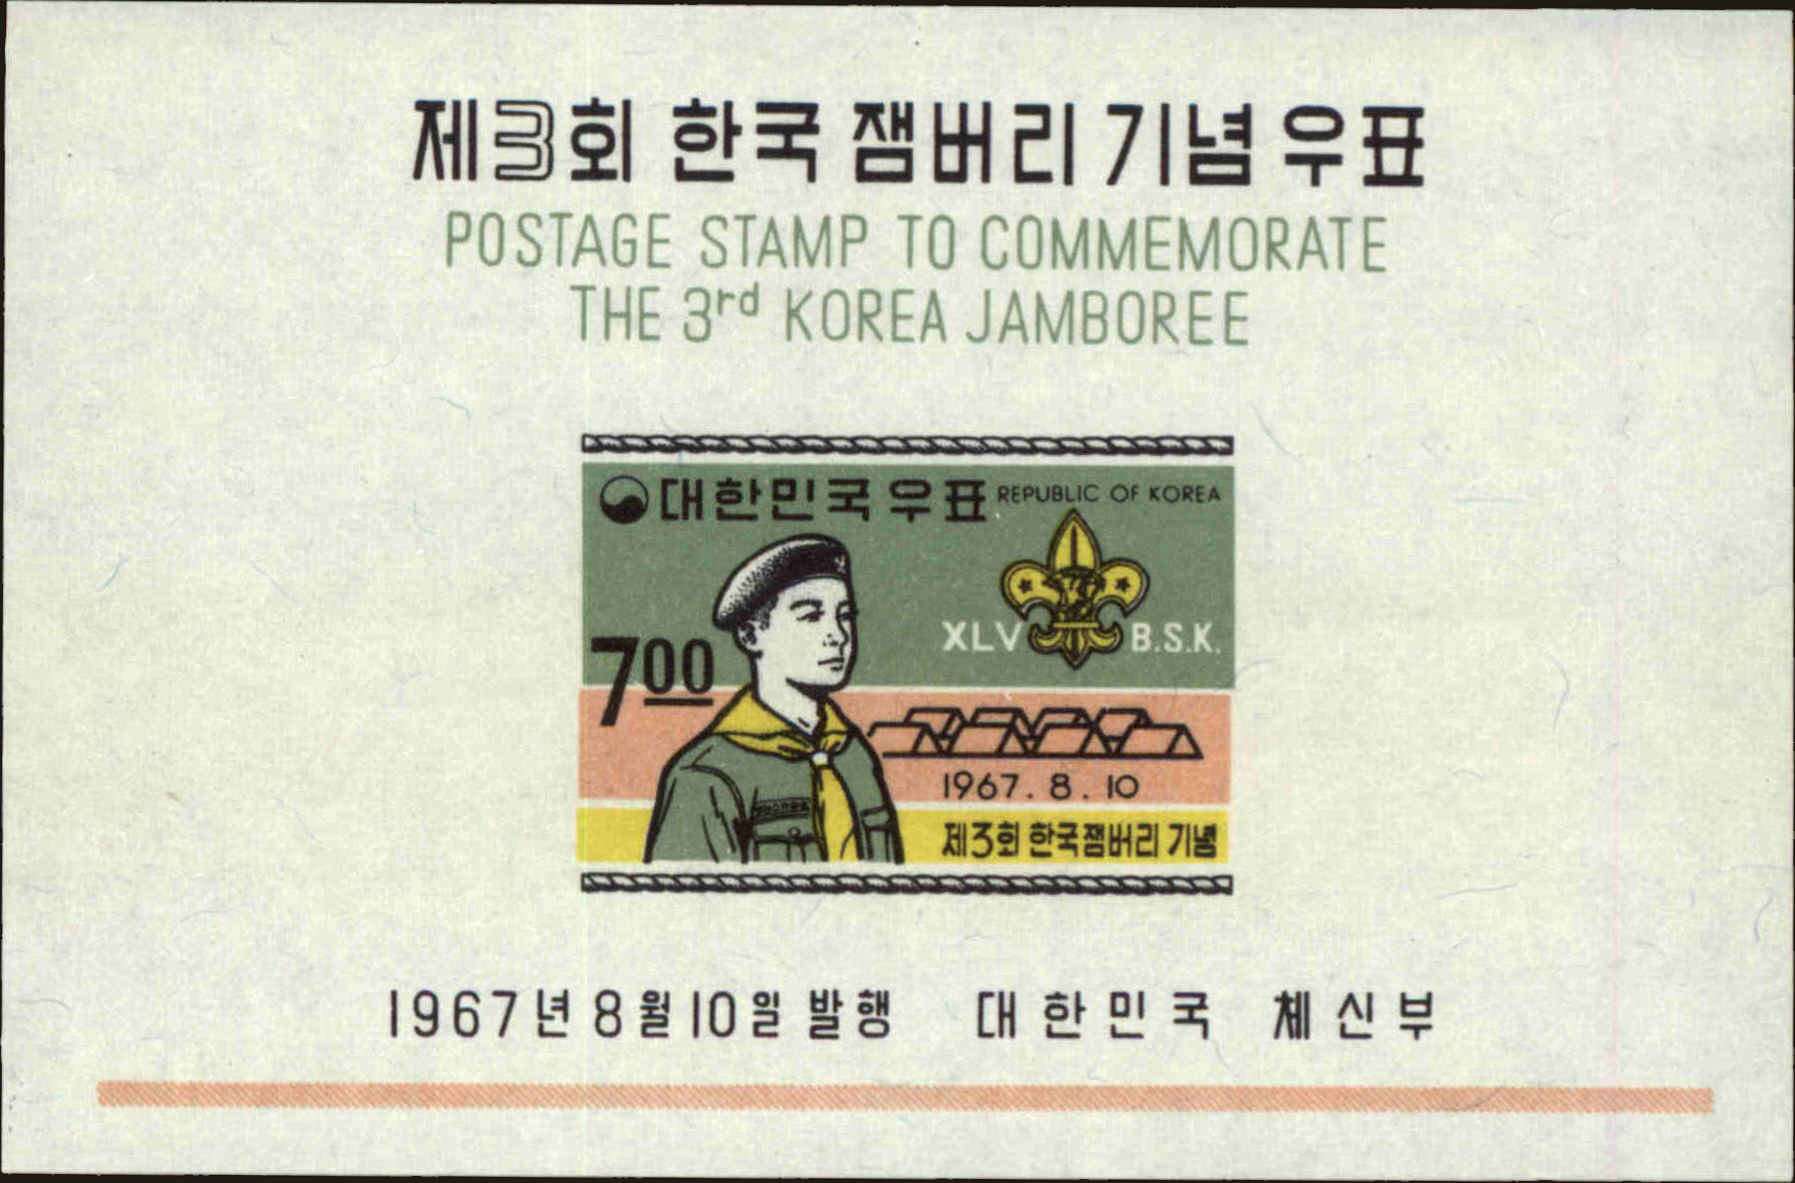 제3회 한국 잼버리 기념 우표
POSTAGE STAMP TO COMMEMORATE
THE 3rd KOREA JAMBOREE
대한민국우표 REPUBLIC OF KOREA
XLV B.S.K.
700
1967.8.10
제3회 한국잼버리 기념
1967년 8월 10일 발행 대한민국 체신부